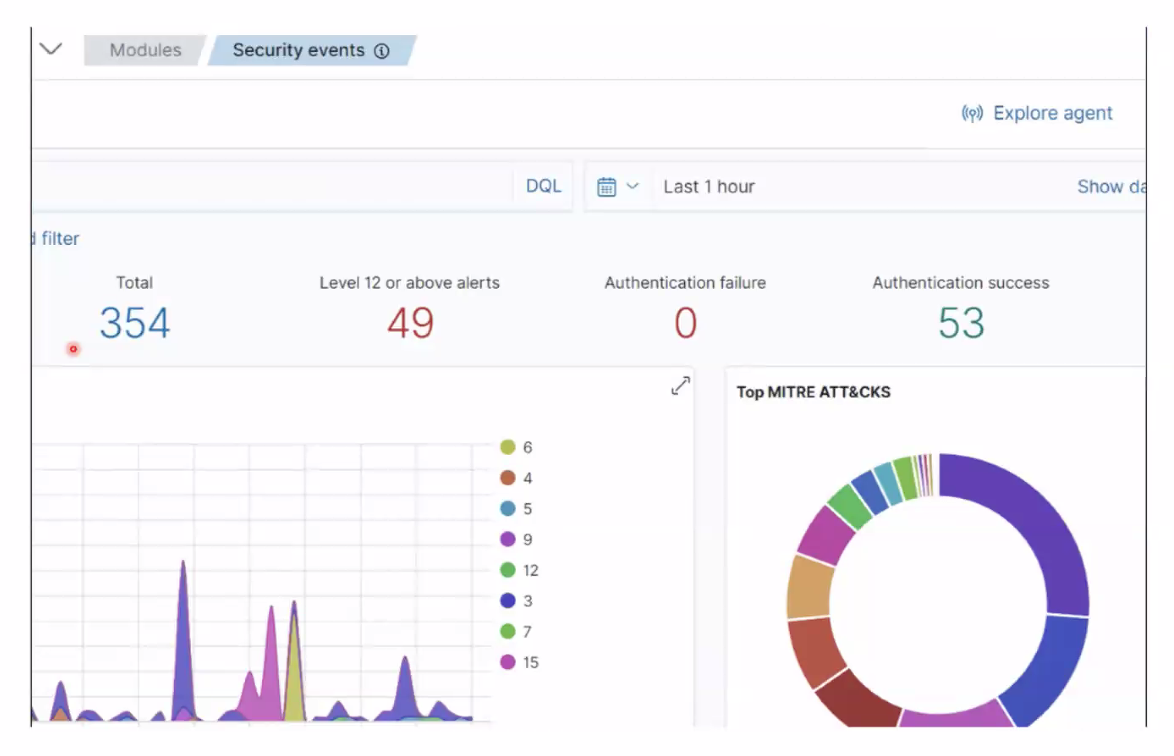 Modules
Security events
Explore agent
DQL
Last 1 hour
Show da
d filter
Total
Level 12 or above alerts
Authentication failure
Authentication success
354
49
0
53
Top MITRE ATT&CKS
6
4
5
9
12
3
7
15